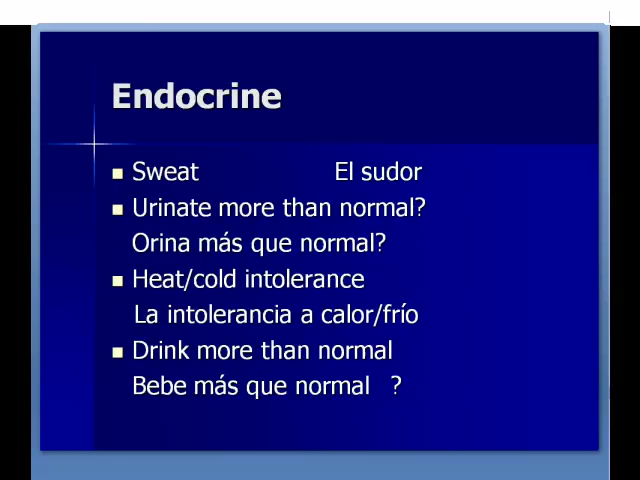 Endocrine
Sweat El sudor
Urinate more than normal?
Orina más que normal?
Heat/cold intolerance
La intolerancia a calor/frío
Drink more than normal
Bebe más que normal ?